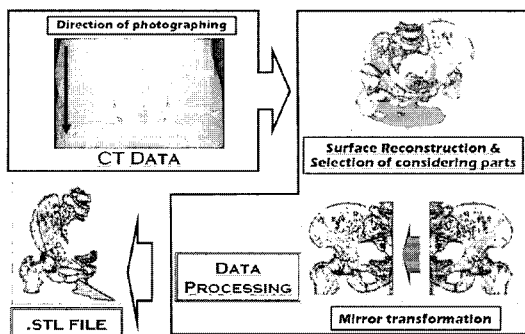 Direction of photographing
CT DATA
Surface Reconstruction &
Selection of considering parts
Mirror transformation
DATA
PROCESSING
.STL FILE